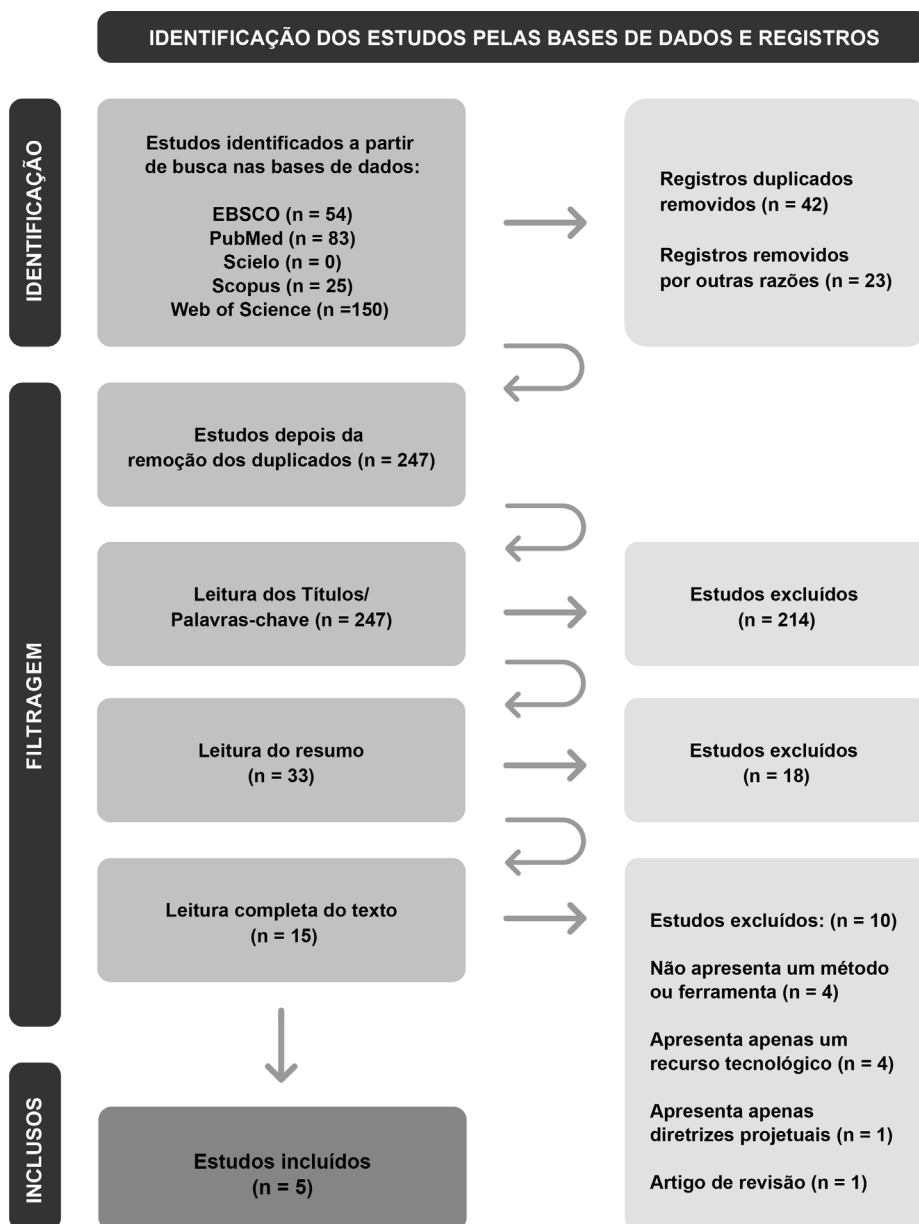 IDENTIFICAÇÃO DOS ESTUDOS PELAS BASES DE DADOS E REGISTROS
IDENTIFICAÇÃO
Estudos identificados a partir
de busca nas bases de dados:
EBSCO (n = 54)
PubMed (n = 83)
Scielo (n = 0)
Scopus (n = 25)
Web of Science (n =150)
Registros duplicados
removidos (n = 42)
Registros removidos
por outras razões (n = 23)
FILTRAGEM
Estudos depois da
remoção dos duplicados (n = 247)
Leitura dos Títulos/
Palavras-chave (n = 247)
Estudos excluídos
(n = 214)
Leitura do resumo
(n = 33)
Estudos excluídos
(n = 18)
Leitura completa do texto
(n = 15)
Estudos excluídos: (n = 10)
Não apresenta um método
ou ferramenta (n = 4)
Apresenta apenas um
recurso tecnológico (n = 4)
Apresenta apenas
diretrizes projetuais (n = 1)
Artigo de revisão (n = 1)
INCLUSOS
Estudos incluídos
(n = 5)